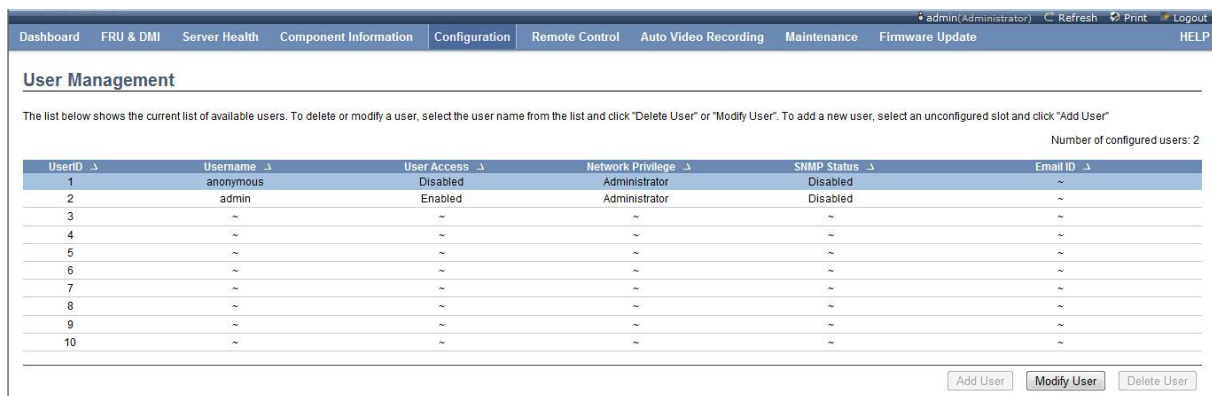 admin(Administrator) Refresh Print Logout
Dashboard FRU & DMI Server Health Component Information Configuration Remote Control Auto Video Recording Maintenance Firmware Update HELP
User Management
The list below shows the current list of available users. To delete or modify a user, select the user name from the list and click "Delete User" or "Modify User". To add a new user, select an unconfigured slot and click "Add User"
Number of configured users: 2
UserID Username User Access Network Privilege SNMP Status Email ID
1 anonymous Disabled Administrator Disabled ~
2 admin Enabled Administrator Disabled ~
3 ~ ~ ~ ~ ~
4 ~ ~ ~ ~ ~
5 ~ ~ ~ ~ ~
6 ~ ~ ~ ~ ~
7 ~ ~ ~ ~ ~
8 ~ ~ ~ ~ ~
9 ~ ~ ~ ~ ~
10 ~ ~ ~ ~ ~
Add User Modify User Delete User